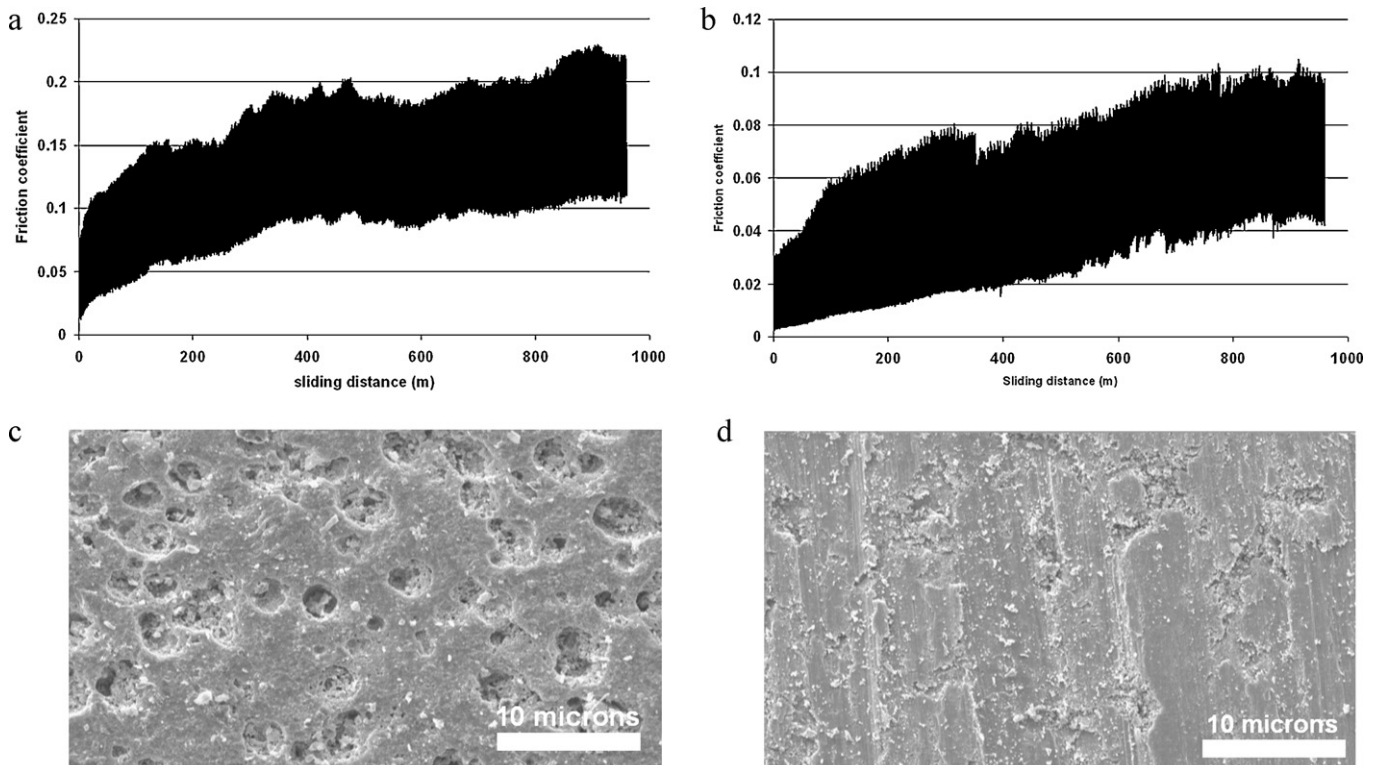 a
0.25
0.2
0.15
0.1
0.05
0
Friction coefficient
0 200 400 600 800 1000
sliding distance (m)
b
0.12
0.1
0.08
0.06
0.04
0.02
0
Friction coefficient
0 200 400 600 800 1000
Sliding distance (m)
c
10 microns
d
10 microns